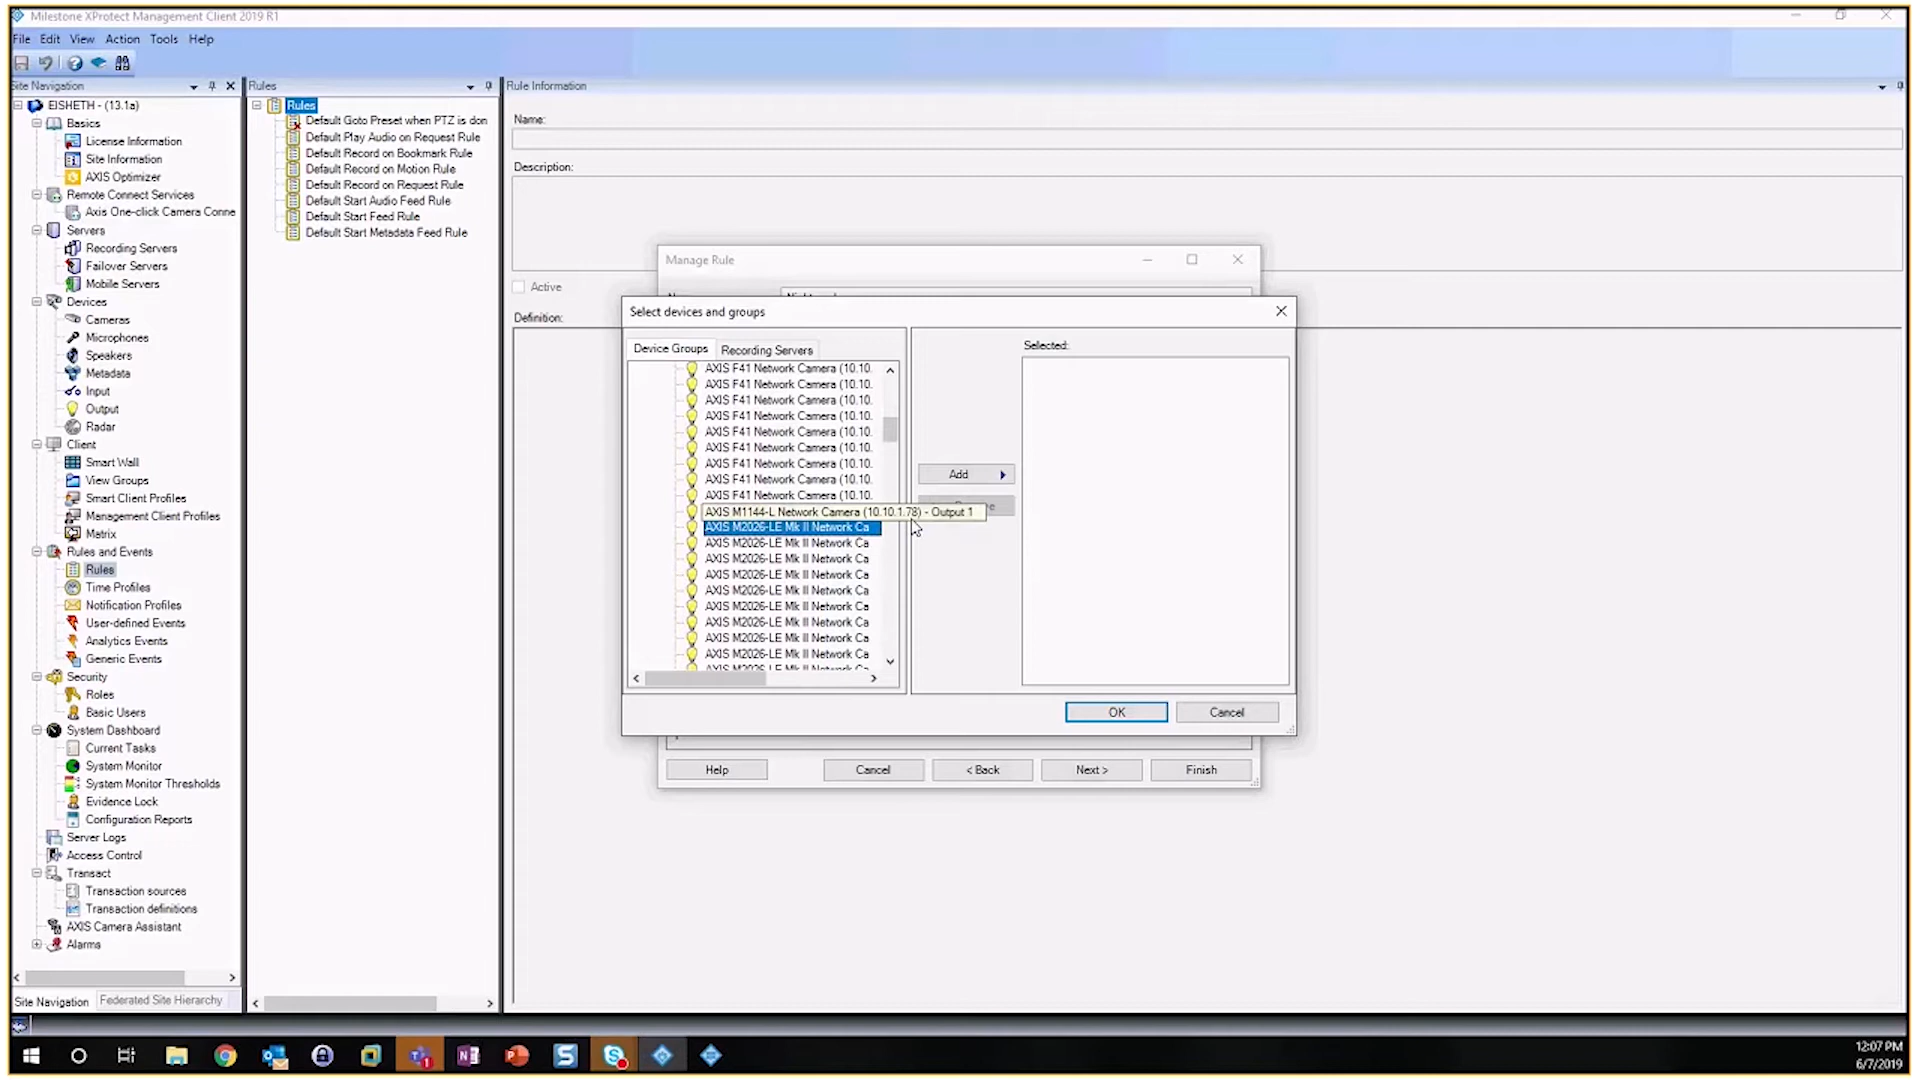 Milestone XProtect Management Client 2019 R1
File Edit View Action Tools Help
Site Navigation
EISHETH - (13.1a)
Basics
License Information
Site Information
AXIS Optimizer
Remote Connect Services
Axis One-click Camera Conne
Servers
Recording Servers
Failover Servers
Mobile Servers
Devices
Cameras
Microphones
Speakers
Metadata
Input
Output
Radar
Client
Smart Wall
View Groups
Smart Client Profiles
Management Client Profiles
Matrix
Rules and Events
Rules
Time Profiles
Notification Profiles
User-defined Events
Analytics Events
Generic Events
Security
Roles
Basic Users
System Dashboard
Current Tasks
System Monitor
System Monitor Thresholds
Evidence Lock
Configuration Reports
Server Logs
Access Control
Transact
Transaction sources
Transaction definitions
AXIS Camera Assistant
Alarms
Site Navigation Federated Site Hierarchy
Rules
Rules
Default Goto Preset when PTZ is don
Default Play Audio on Request Rule
Default Record on Bookmark Rule
Default Record on Motion Rule
Default Record on Request Rule
Default Start Audio Feed Rule
Default Start Feed Rule
Default Start Metadata Feed Rule
Rule Information
Name:
Description:
Active
Definition:
Manage Rule
Select devices and groups
Device Groups Recording Servers
AXIS F41 Network Camera (10.10.
AXIS F41 Network Camera (10.10.
AXIS F41 Network Camera (10.10.
AXIS F41 Network Camera (10.10.
AXIS F41 Network Camera (10.10.
AXIS F41 Network Camera (10.10.
AXIS F41 Network Camera (10.10.
AXIS F41 Network Camera (10.10.
AXIS F41 Network Camera (10.10.
AXIS M1144-L Network Camera (10.10.1.78) - Output 1
AXIS M2026-LE Mk II Network Ca
AXIS M2026-LE Mk II Network Ca
AXIS M2026-LE Mk II Network Ca
AXIS M2026-LE Mk II Network Ca
AXIS M2026-LE Mk II Network Ca
AXIS M2026-LE Mk II Network Ca
AXIS M2026-LE Mk II Network Ca
AXIS M2026-LE Mk II Network Ca
AXIS M2026-LE Mk II Network Ca
AXIS M2026-LE Mk II Network Ca
Add
Selected:
OK Cancel
Help Cancel < Back Next > Finish
12:07 PM
6/7/2019